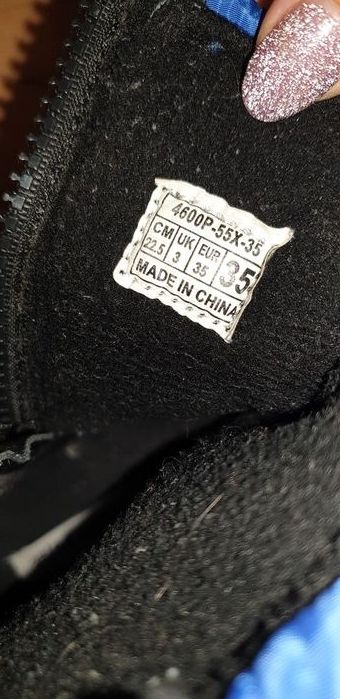 4600P-55X-35
CM UK EUR 35
22.5 3 35
MADE IN CHINA